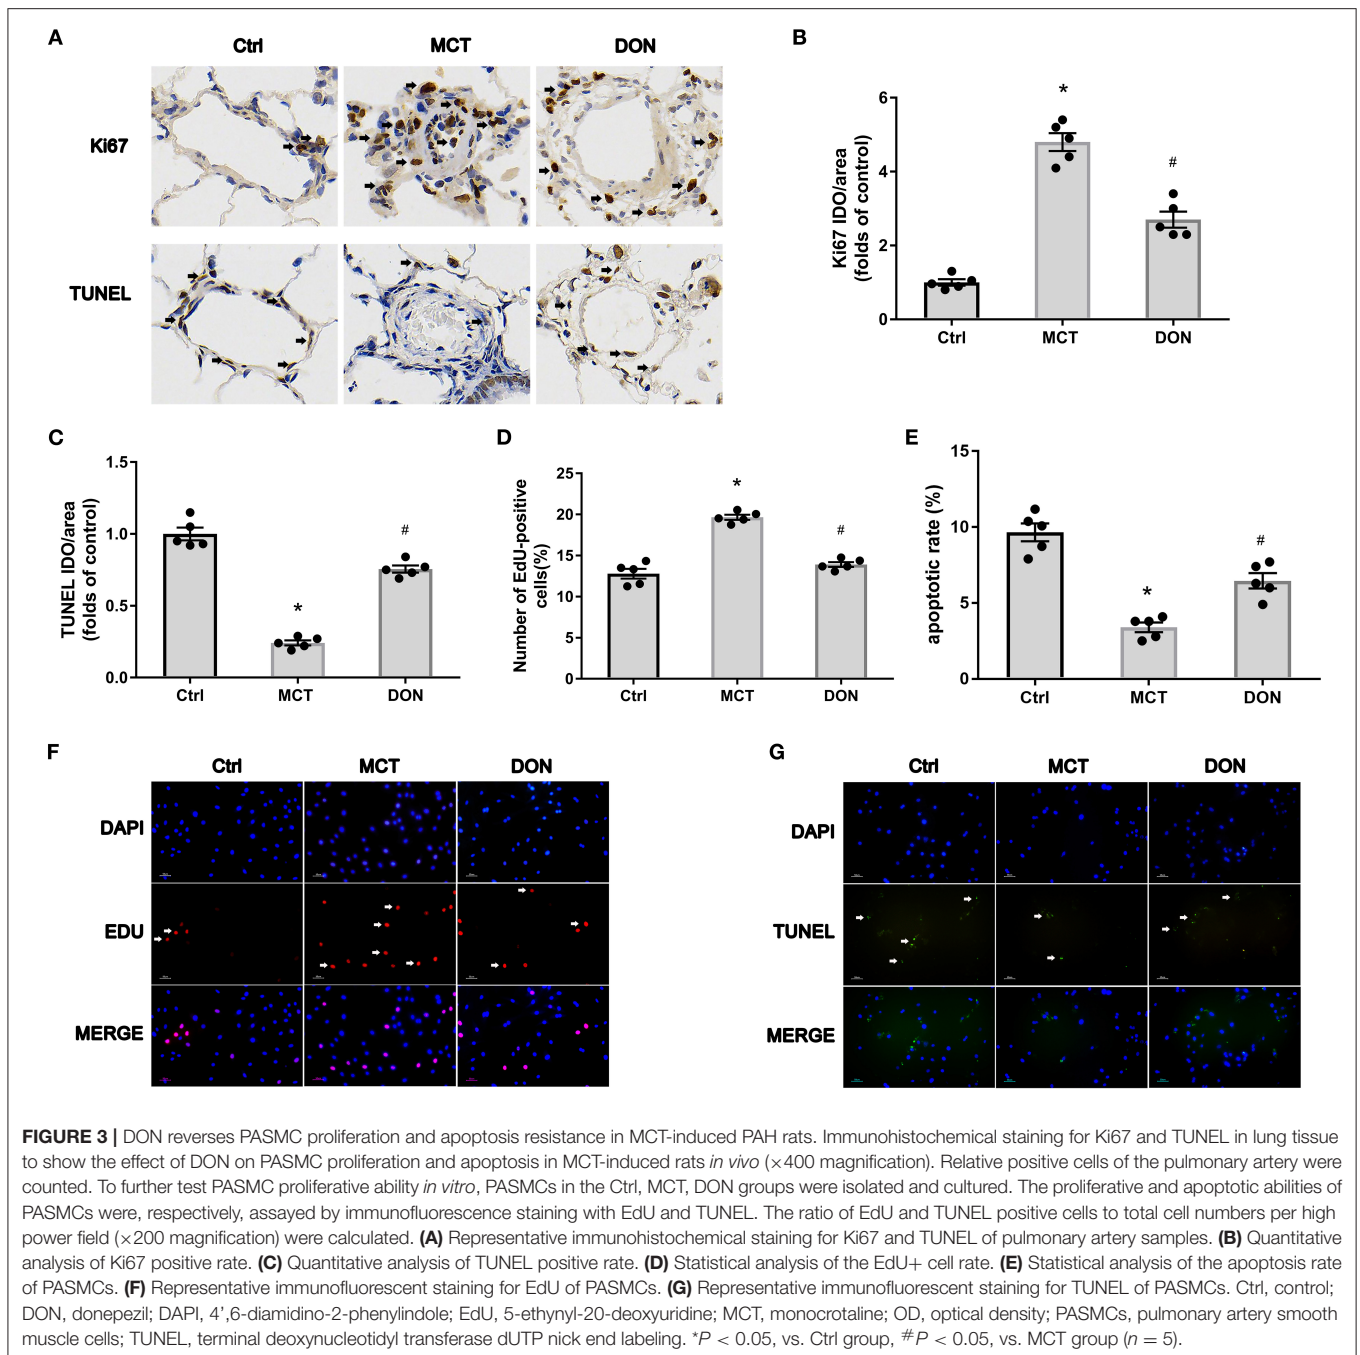 A
Ctrl
MCT
DON
Ki67
TUNEL
B
Ki67 IDO/area
(folds of control)
6
4
2
0
*
#
Ctrl
MCT
DON
C
TUNEL IDO/area
(folds of control)
1.5
1.0
0.5
0.0
*
#
Ctrl
MCT
DON
D
Number of EdU-positive
cells(%)
25
20
15
10
5
0
*
#
Ctrl
MCT
DON
E
apoptotic rate (%)
15
10
5
0
*
#
Ctrl
MCT
DON
F
Ctrl
MCT
DON
DAPI
EDU
MERGE
G
Ctrl
MCT
DON
DAPI
TUNEL
MERGE
FIGURE 3 | DON reverses PASMC proliferation and apoptosis resistance in MCT-induced PAH rats. Immunohistochemical staining for Ki67 and TUNEL in lung tissue
to show the effect of DON on PASMC proliferation and apoptosis in MCT-induced rats in vivo (×400 magnification). Relative positive cells of the pulmonary artery were
counted. To further test PASMC proliferative ability in vitro, PASMCs in the Ctrl, MCT, DON groups were isolated and cultured. The proliferative and apoptotic abilities of
PASMCs were, respectively, assayed by immunofluorescence staining with EdU and TUNEL. The ratio of EdU and TUNEL positive cells to total cell numbers per high
power field (×200 magnification) were calculated. (A) Representative immunohistochemical staining for Ki67 and TUNEL of pulmonary artery samples. (B) Quantitative
analysis of Ki67 positive rate. (C) Quantitative analysis of TUNEL positive rate. (D) Statistical analysis of the EdU+ cell rate. (E) Statistical analysis of the apoptosis rate
of PASMCs. (F) Representative immunofluorescent staining for EdU of PASMCs. (G) Representative immunofluorescent staining for TUNEL of PASMCs. Ctrl, control;
DON, donepezil; DAPI, 4',6-diamidino-2-phenylindole; EdU, 5-ethynyl-20-deoxyuridine; MCT, monocrotaline; OD, optical density; PASMCs, pulmonary artery smooth
muscle cells; TUNEL, terminal deoxynucleotidyl transferase dUTP nick end labeling. *P < 0.05, vs. Ctrl group, #P < 0.05, vs. MCT group (n = 5).